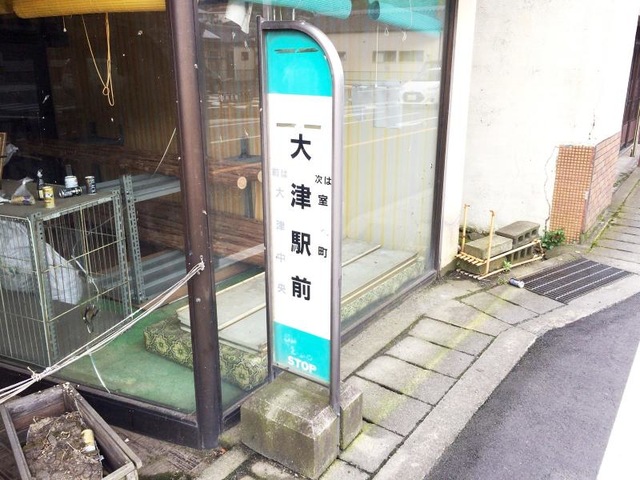 大津駅前
次は
室町
前は
大津中央
STOP